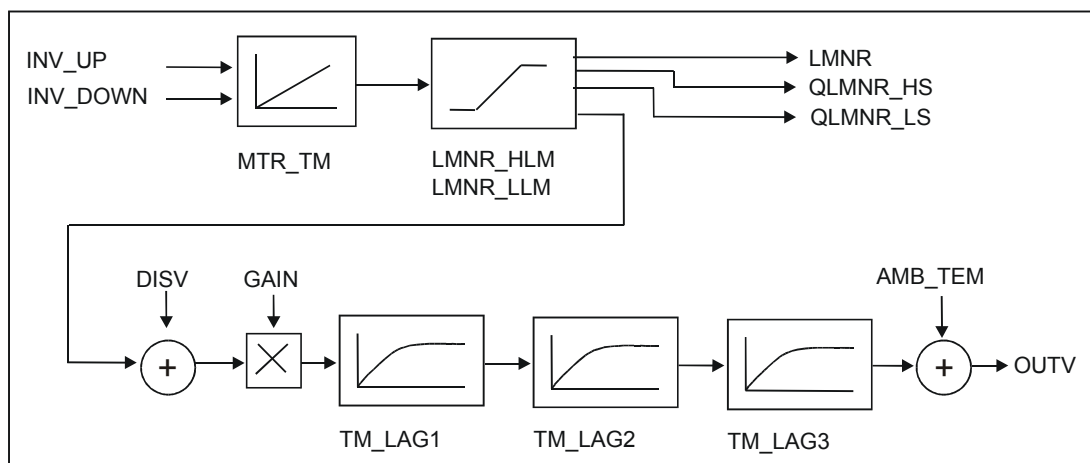 INV_UP
INV_DOWN
MTR_TM
LMNR_HLM
LMNR_LLM
LMNR
QLMNR_HS
QLMNR_LS
DISV
GAIN
AMB_TEM
+
+
OUTV
TM_LAG1
TM_LAG2
TM_LAG3